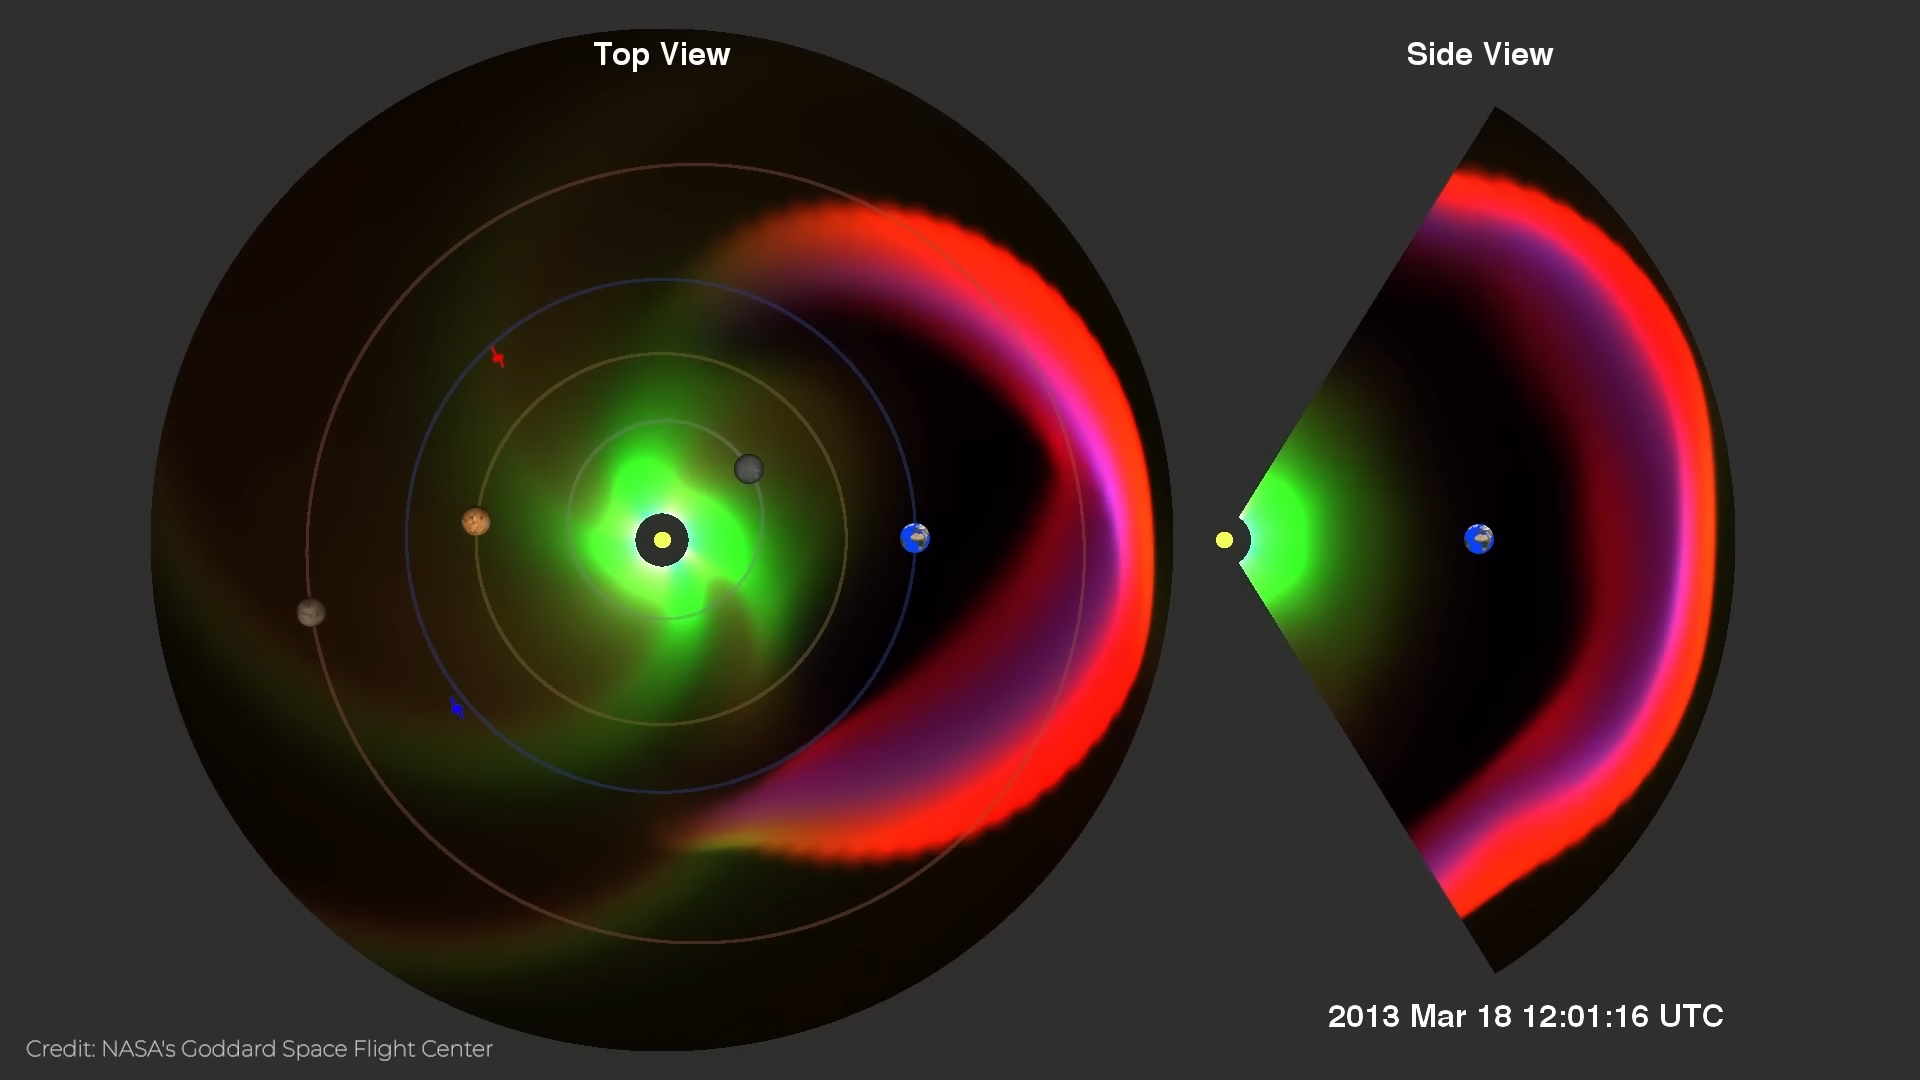 Top View
Side View
2013 Mar 18 12:01:16 UTC
Credit: NASA's Goddard Space Flight Center